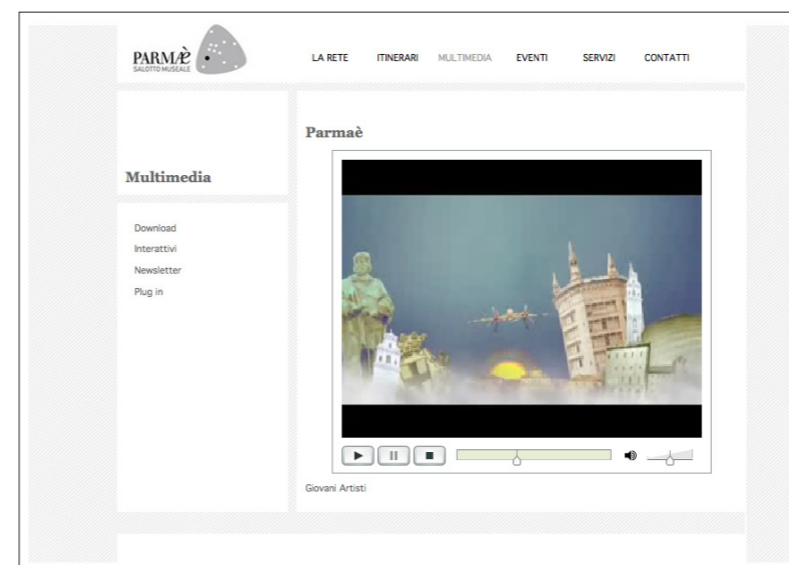 PARMÆ̀
SALOTTO MUSEALE
LA RETE ITINERARI MULTIMEDIA EVENTI SERVIZI CONTATTI
Multimedia
Download
Interattivi
Newsletter
Plug in
Parmaè
Giovani Artisti